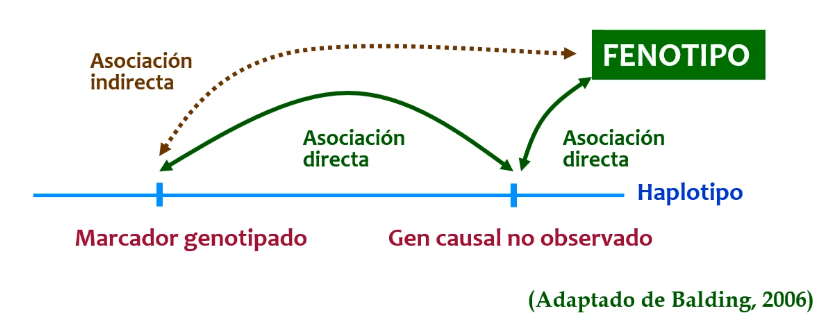 Asociación
indirecta
FENOTIPO
Asociación
directa
Asociación
directa
Haplotipo
Marcador genotipado
Gen causal no observado
(Adaptado de Balding, 2006)